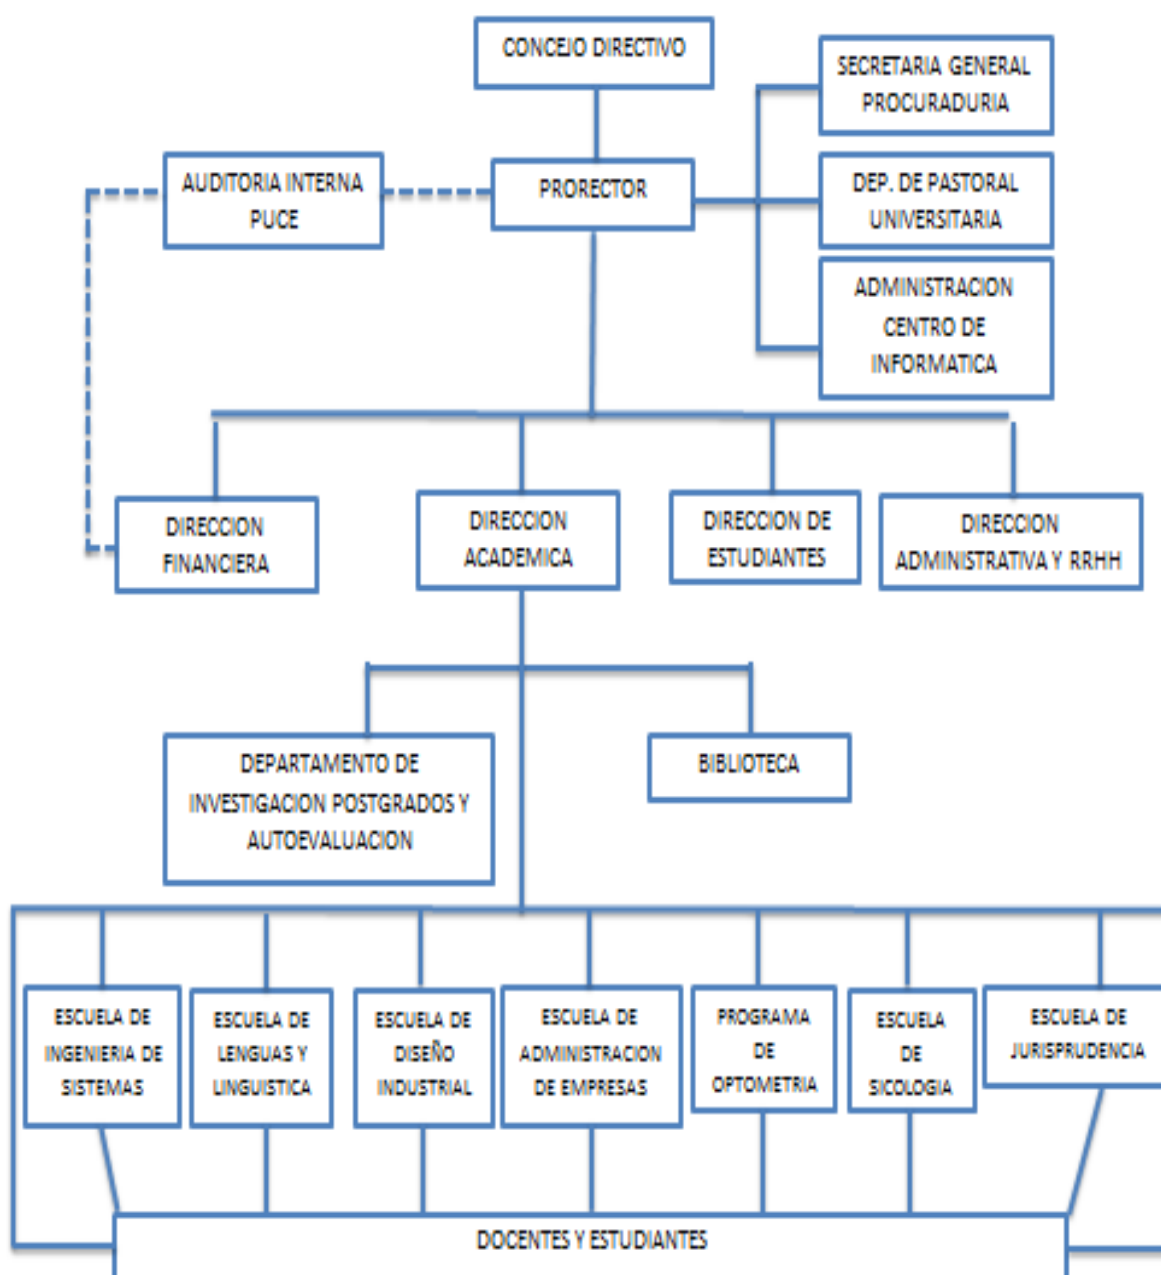 CONCEJO DIRECTIVO
SECRETARIA GENERAL
PROCURADURIA
AUDITORIA INTERNA
PUCE
PRORECTOR
DEP. DE PASTORAL
UNIVERSITARIA
ADMINISTRACION
CENTRO DE
INFORMATICA
DIRECCION
FINANCIERA
DIRECCION
ACADEMICA
DIRECCION DE
ESTUDIANTES
DIRECCION
ADMINISTRATIVA Y RRHH
DEPARTAMENTO DE
INVESTIGACION POSTGRADOS Y
AUTOEVALUACION
BIBLIOTECA
ESCUELA DE
INGENIERIA DE
SISTEMAS
ESCUELA DE
LENGUAS Y
LINGUISTICA
ESCUELA DE
DISEÑO
INDUSTRIAL
ESCUELA DE
ADMINISTRACION
DE EMPRESAS
PROGRAMA
DE
OPTOMETRIA
ESCUELA
DE
SICOLOGIA
ESCUELA DE
JURISPRUDENCIA
DOCENTES Y ESTUDIANTES